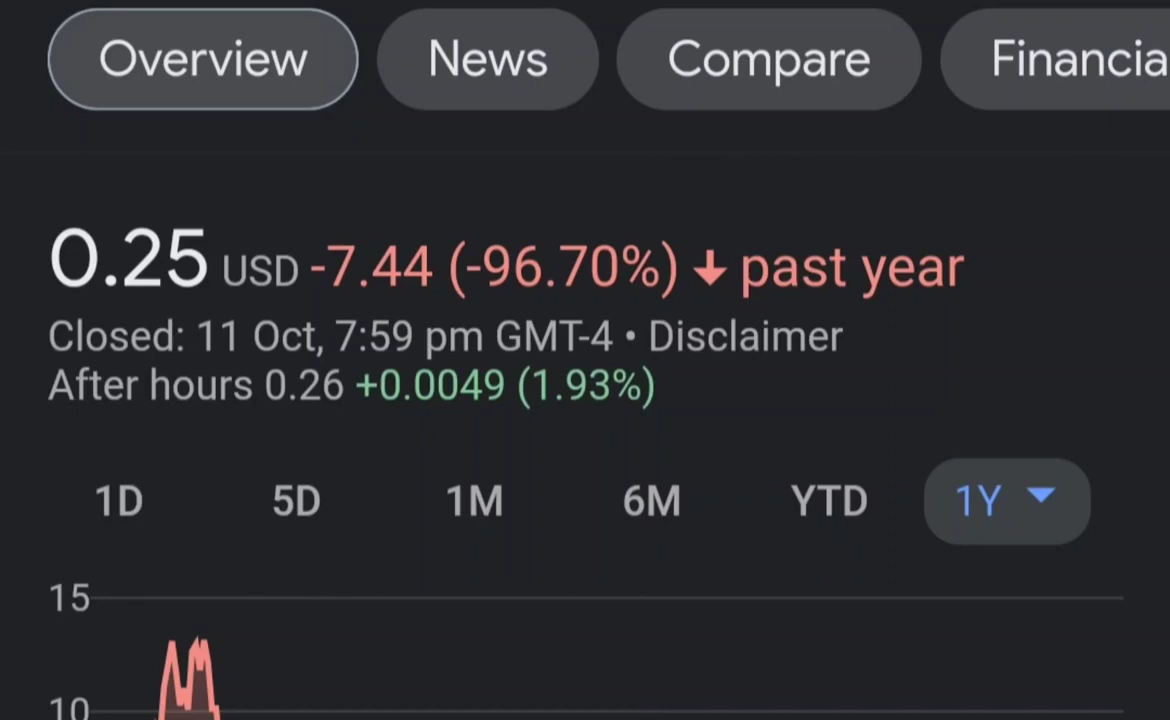 Overview News Compare Financia
0.25 USD -7.44 (-96.70%) ↓ past year
Closed: 11 Oct, 7:59 pm GMT-4 • Disclaimer
After hours 0.26 +0.0049 (1.93%)
1D 5D 1M 6M YTD 1Y
15
10